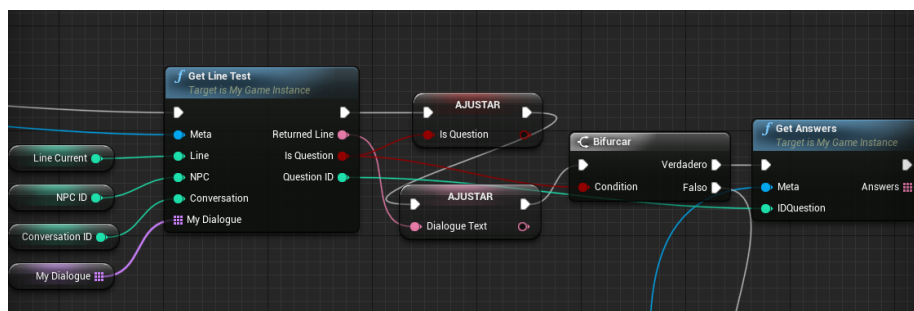 Get Line Test
Target is My Game Instance
Meta
Returned Line
Line
Is Question
NPC
Question ID
Conversation
My Dialogue
Line Current
NPC ID
Conversation ID
My Dialogue
AJUSTAR
Is Question
AJUSTAR
Dialogue Text
Bifurcar
Verdadero
Condition
Falso
Get Answers
Target is My Game Instance
Meta
Answers
IDQuestion